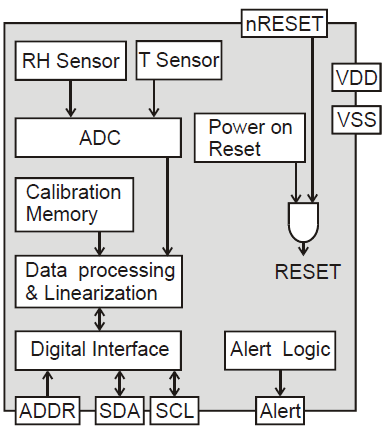 nRESET
RH Sensor
T Sensor
VDD
ADC
Power on
Reset
VSS
Calibration
Memory
Data processing
& Linearization
RESET
Digital Interface
Alert Logic
ADDR
SDA
SCL
Alert